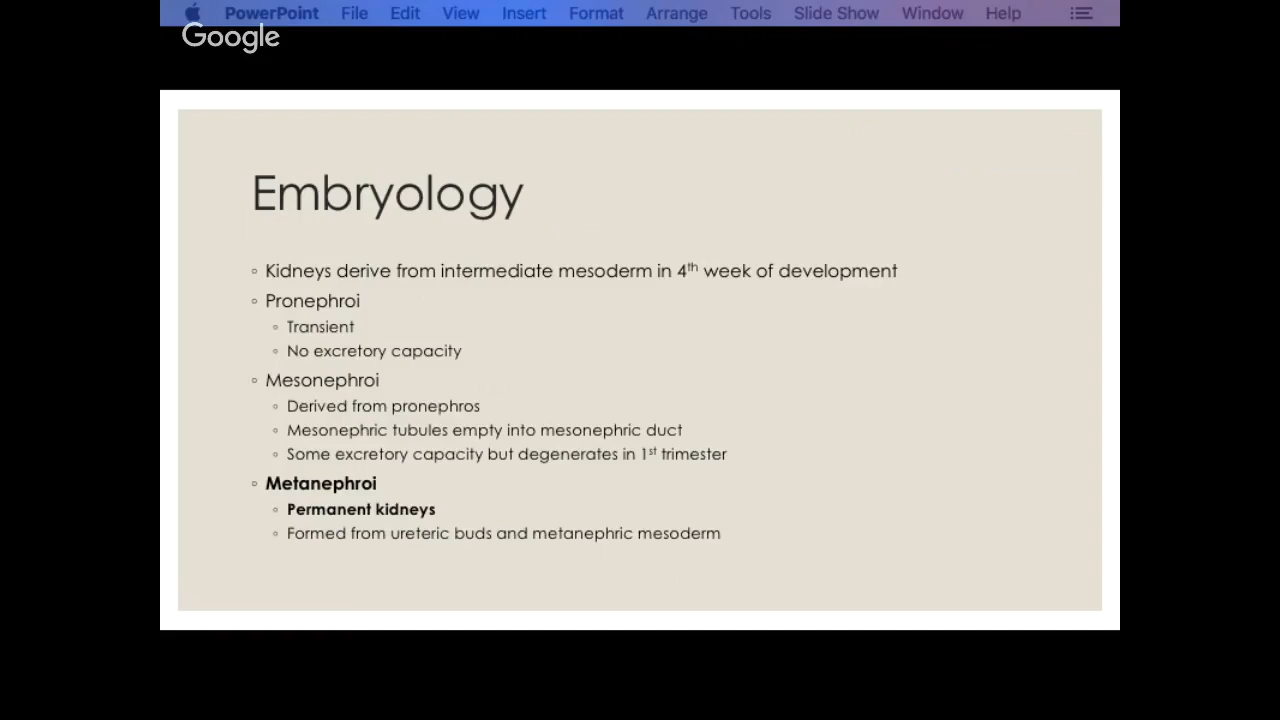 PowerPoint File Edit View Insert Format Arrange Tools Slide Show Window Help
Google
Embryology
◦ Kidneys derive from intermediate mesoderm in 4th week of development
◦ Pronephroi
◦ Transient
◦ No excretory capacity
◦ Mesonephroi
◦ Derived from pronephros
◦ Mesonephric tubules empty into mesonephric duct
◦ Some excretory capacity but degenerates in 1st trimester
◦ Metanephroi
◦ Permanent kidneys
◦ Formed from ureteric buds and metanephric mesoderm